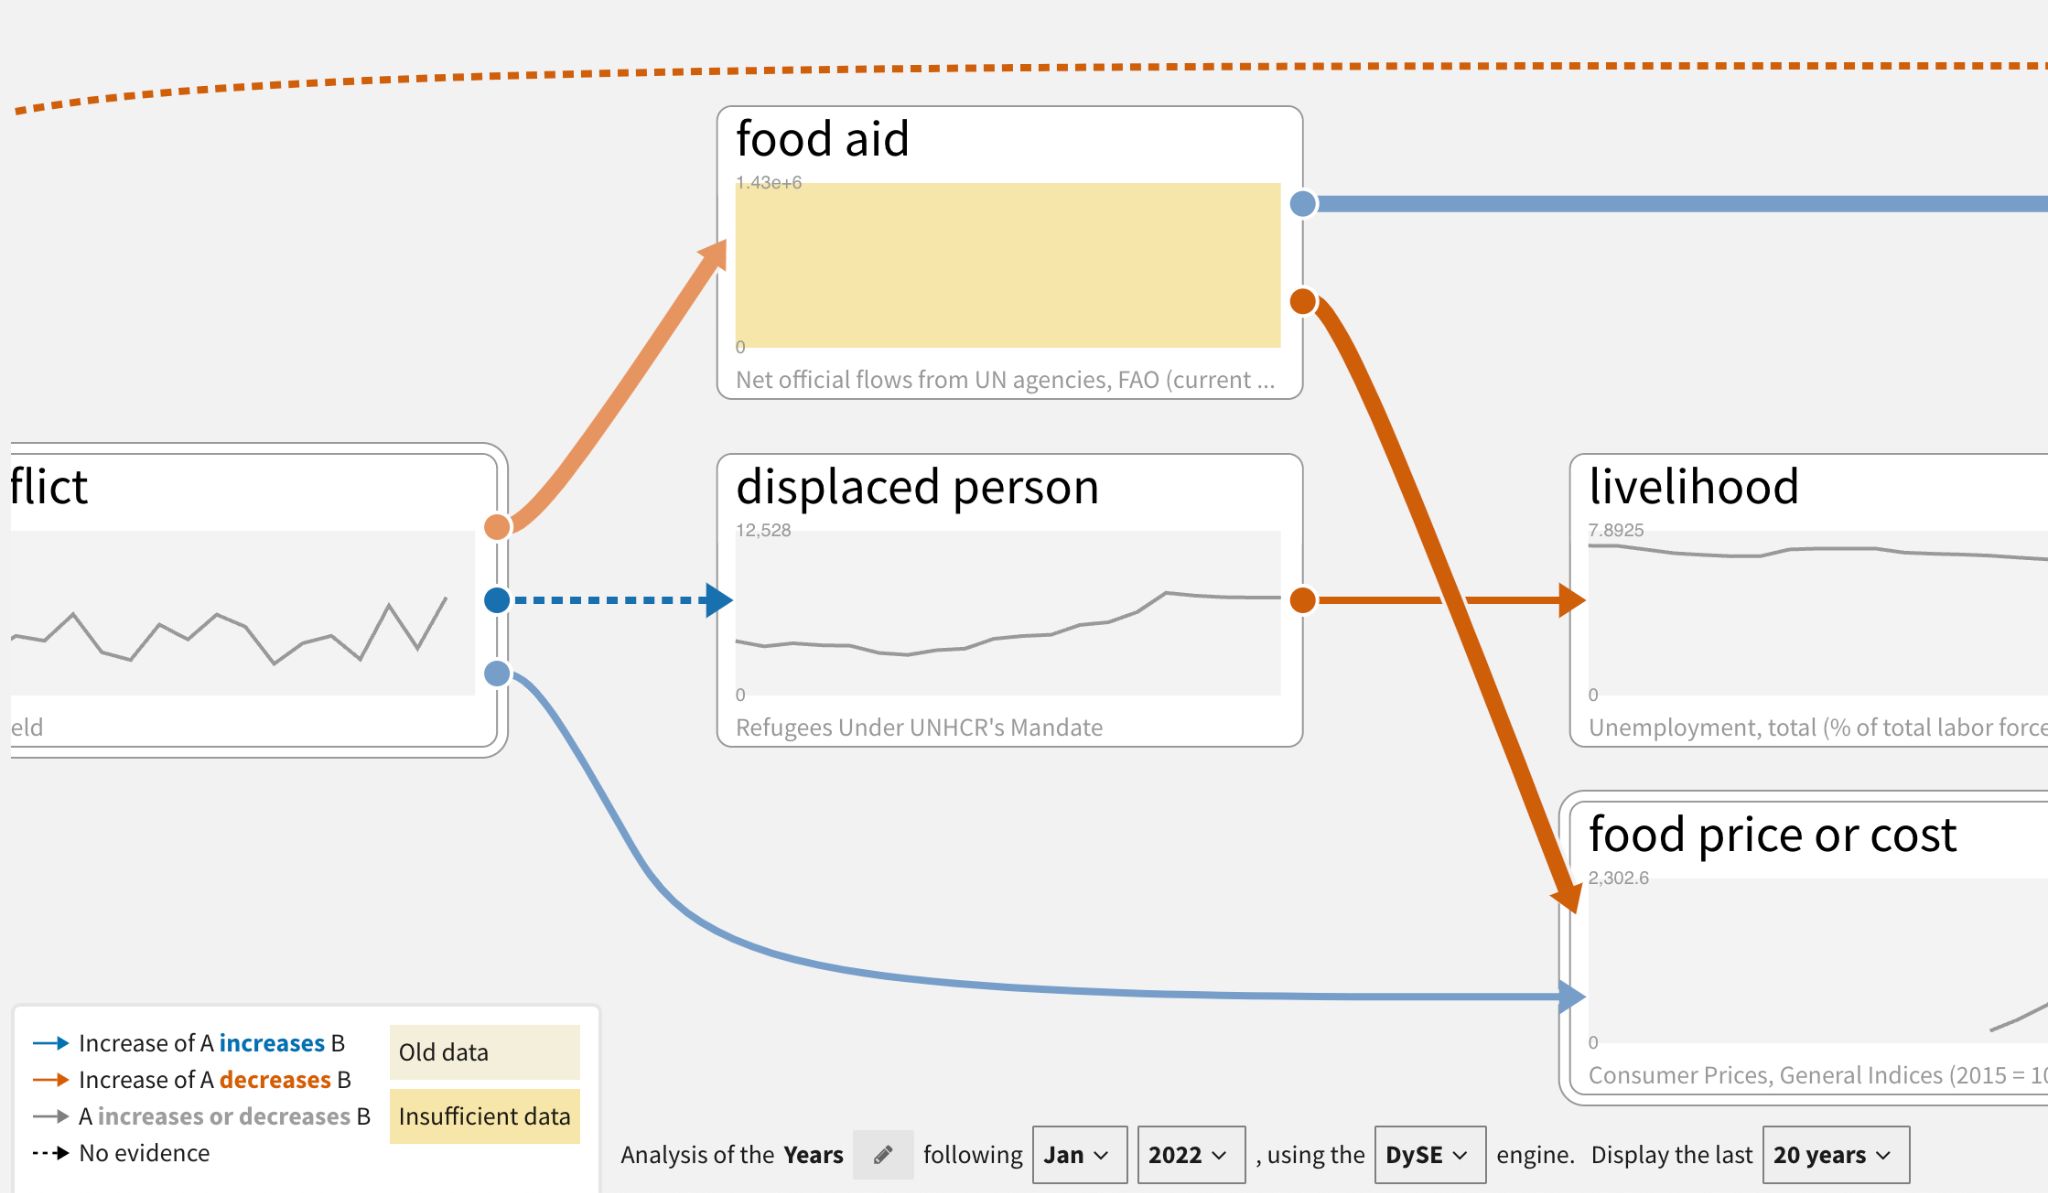 food aid
1.43e+6
0
Net official flows from UN agencies, FAO (current ...
flict
eld
displaced person
12,528
0
Refugees Under UNHCR's Mandate
livelihood
7.8925
0
Unemployment, total (% of total labor force
food price or cost
2,302.6
0
Consumer Prices, General Indices (2015 = 10
Increase of A increases B
Increase of A decreases B
A increases or decreases B
No evidence
Old data
Insufficient data
Analysis of the Years following Jan 2022 , using the DySE engine. Display the last 20 years